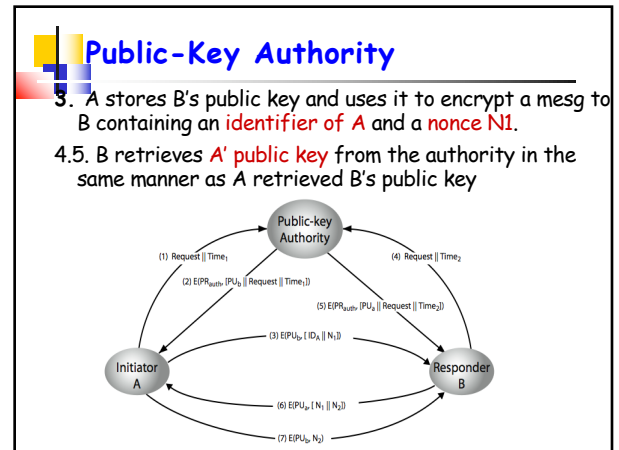 Public-Key Authority
3. A stores B's public key and uses it to encrypt a mesg to
B containing an identifier of A and a nonce N1.
4.5. B retrieves A' public key from the authority in the
same manner as A retrieved B's public key
Public-key
Authority
(1) Request || Time₁
(4) Request || Time₂
(2) E(PRauth, [PUb || Request || Time₁])
(5) E(PRauth, [PUa || Request || Time₂])
(3) E(PUb, [ IDA || N₁])
Initiator
A
Responder
B
(6) E(PUa, [ N₁ || N₂])
(7) E(PUb, N₂)